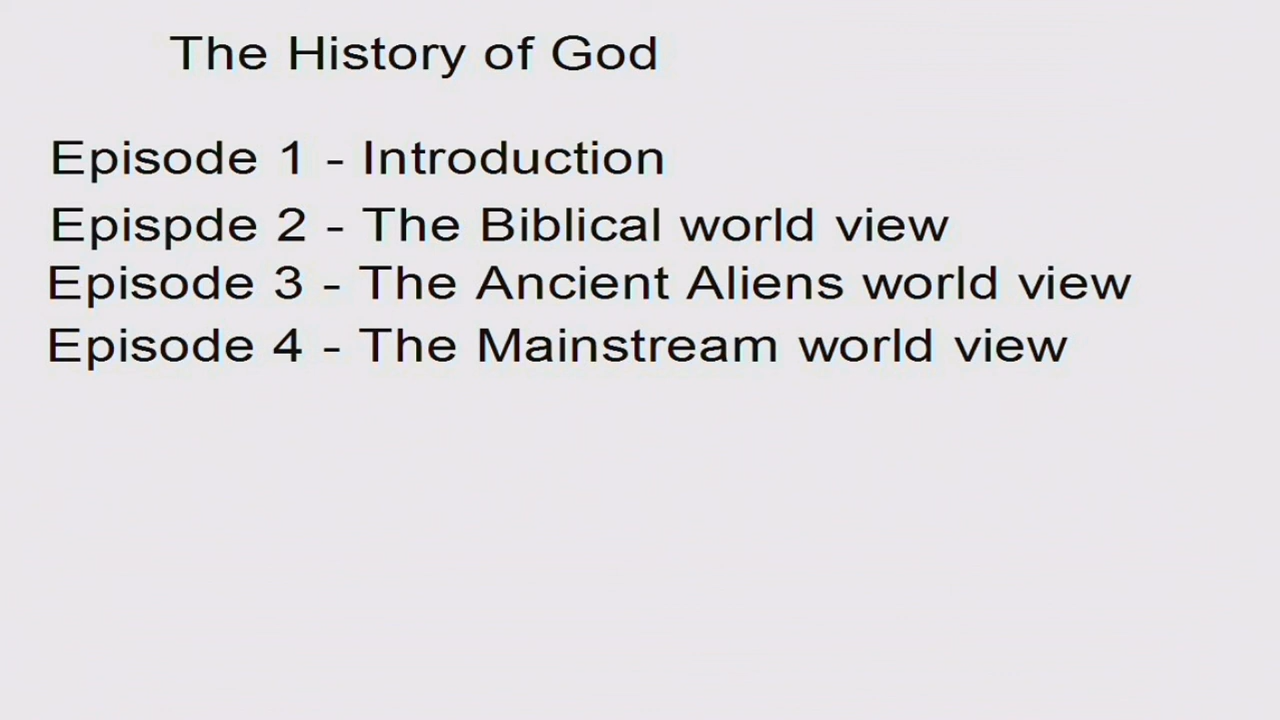 The History of God
Episode 1 - Introduction
Epispde 2 - The Biblical world view
Episode 3 - The Ancient Aliens world view
Episode 4 - The Mainstream world view